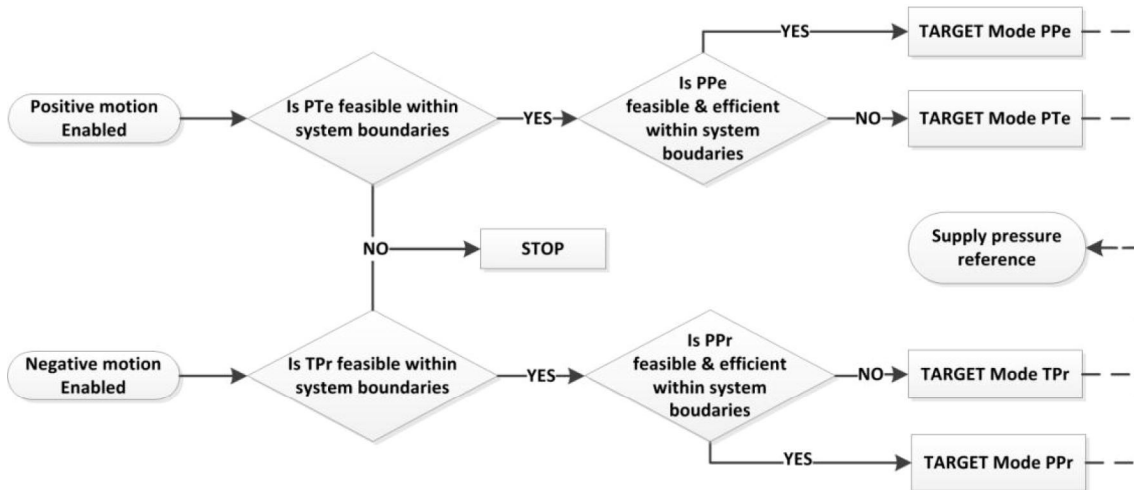 YES
TARGET Mode PPe
Positive motion
Enabled
Is PTe feasible within
system boundaries
YES
Is PPe
feasible & efficient
within system
boudaries
NO
TARGET Mode PTe
NO
STOP
Supply pressure
reference
Negative motion
Enabled
Is TPr feasible within
system boundaries
YES
Is PPr
feasible & efficient
within system
boudaries
NO
TARGET Mode TPr
YES
TARGET Mode PPr